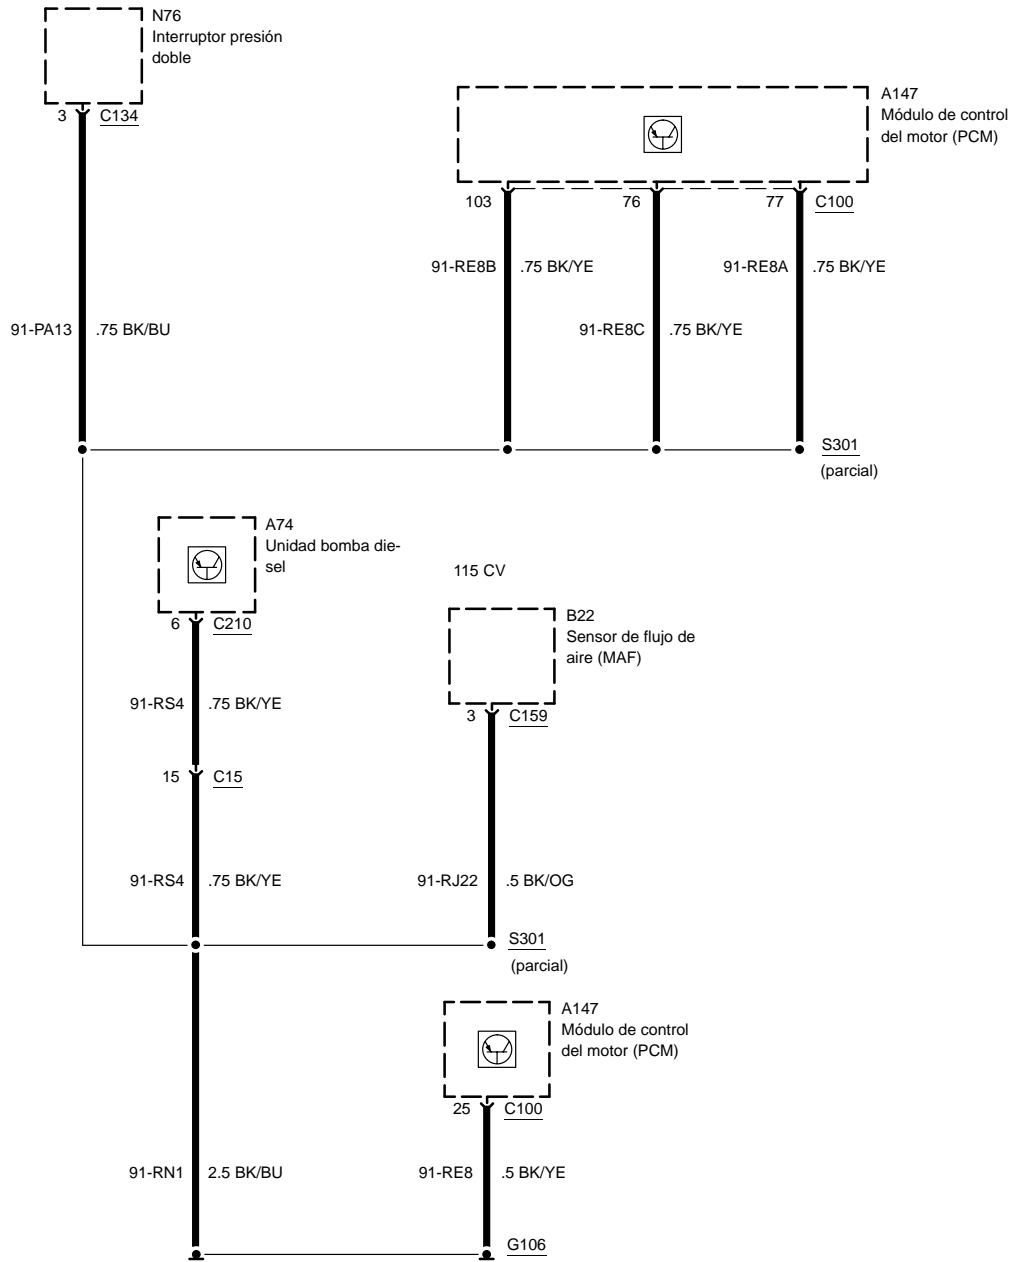 N76
Interruptor presión
doble
3 C134
A147
Módulo de control
del motor (PCM)
103 76 77 C100
91-RE8B .75 BK/YE 91-RE8A .75 BK/YE
91-PA13 .75 BK/BU 91-RE8C .75 BK/YE
S301
(parcial)
A74
Unidad bomba die-
sel
6 C210
115 CV
B22
Sensor de flujo de
aire (MAF)
3 C159
91-RS4 .75 BK/YE
15 C15
91-RS4 .75 BK/YE 91-RJ22 .5 BK/OG
S301
(parcial)
A147
Módulo de control
del motor (PCM)
25 C100
91-RN1 2.5 BK/BU 91-RE8 .5 BK/YE
G106